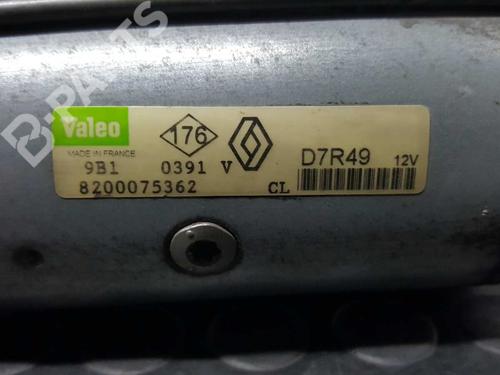 B-PARTS
Valeo
MADE IN FRANCE
176
9B1 0391 V
8200075362
CL
D7R49 12V